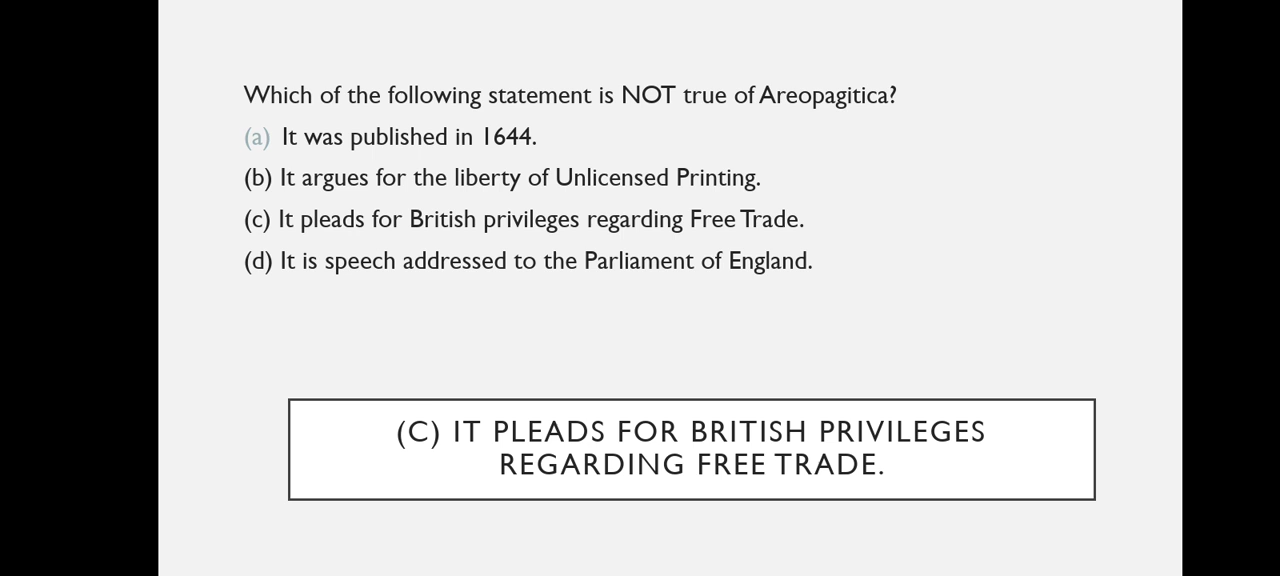 Which of the following statement is NOT true of Areopagitica?
(a) It was published in 1644.
(b) It argues for the liberty of Unlicensed Printing.
(c) It pleads for British privileges regarding Free Trade.
(d) It is speech addressed to the Parliament of England.
(C) IT PLEADS FOR BRITISH PRIVILEGES
REGARDING FREE TRADE.